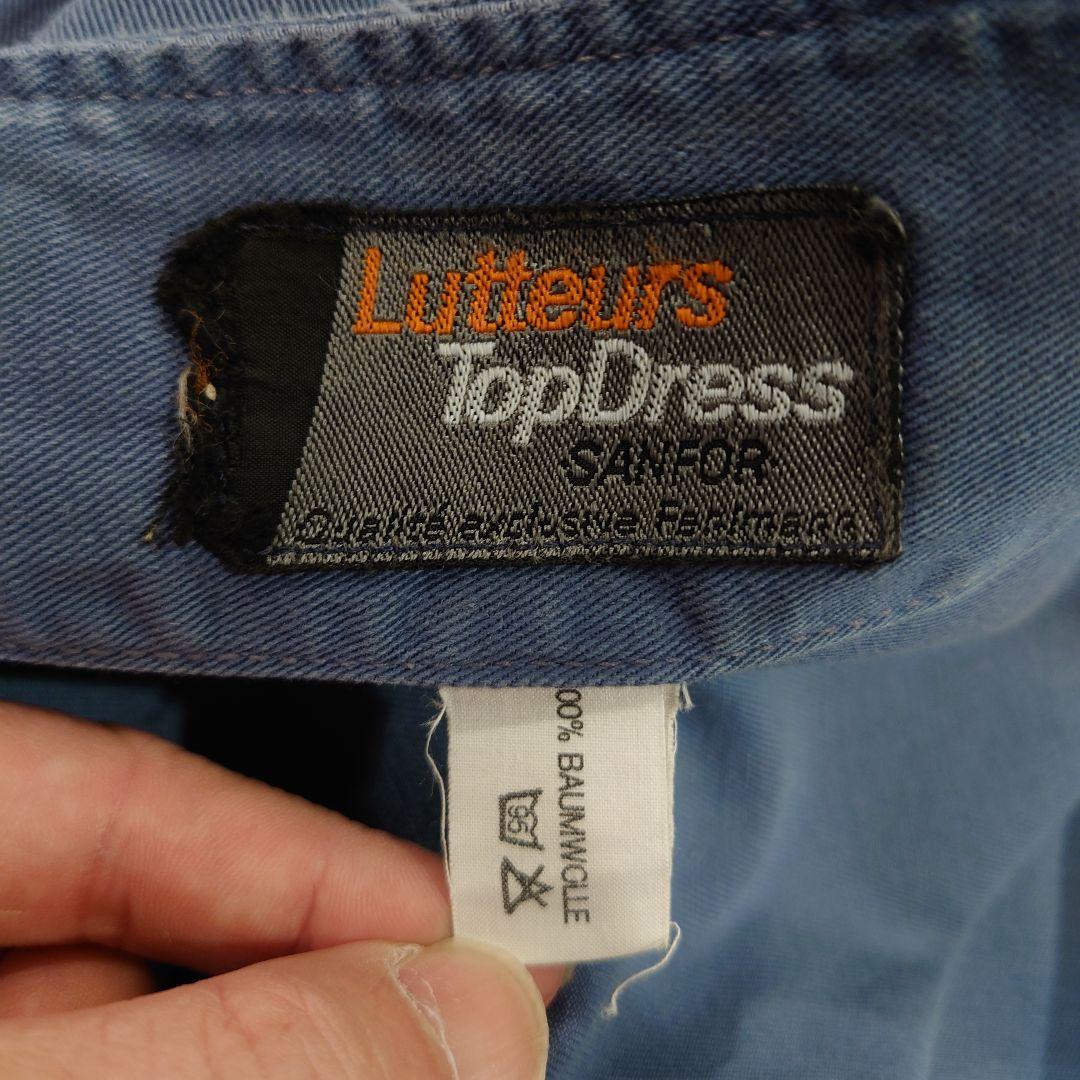 Lutteurs
TopDress
SANFOR
Qualité exclusive
00% BAUMWOLLE
95